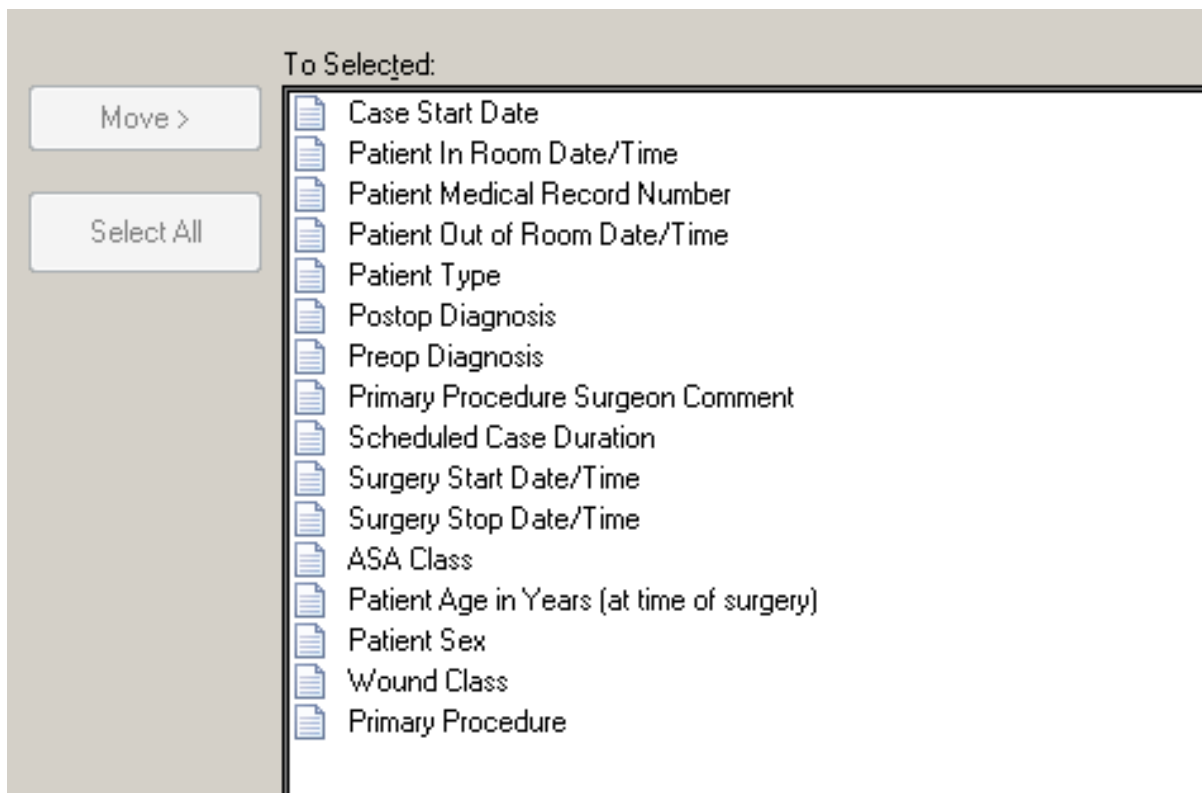 To Selected:
Move >
Select All
Case Start Date
Patient In Room Date/Time
Patient Medical Record Number
Patient Out of Room Date/Time
Patient Type
Postop Diagnosis
Preop Diagnosis
Primary Procedure Surgeon Comment
Scheduled Case Duration
Surgery Start Date/Time
Surgery Stop Date/Time
ASA Class
Patient Age in Years (at time of surgery)
Patient Sex
Wound Class
Primary Procedure